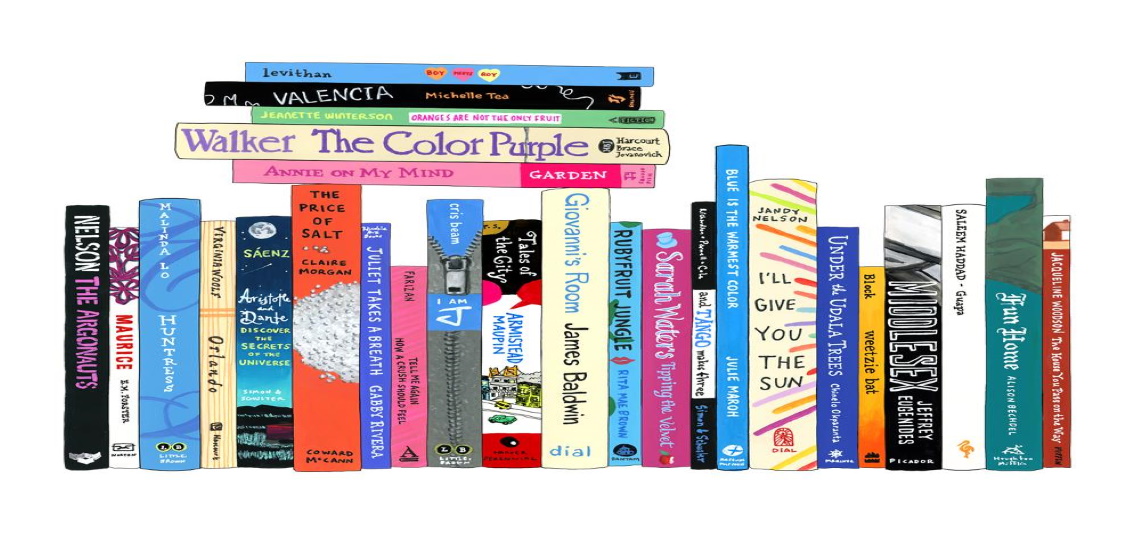 levithan BOY MEETS BOY
VALENCIA Michelle Tea
JEANETTE WINTERSON ORANGES ARE NOT THE ONLY FRUIT FICTION
Walker The Color Purple Harcourt Brace Jovanovich
ANNIE ON MY MIND GARDEN
NELSON THE ARGONAUTS
MAURICE E.M. FORSTER NORTON
MALINDA LO HUNTRESS LITTLE BROWN
VIRGINIA WOOLF Orlando Harcourt
SÁENZ
Aristotle
and
Dante
DISCOVER
THE
SECRETS
OF THE
UNIVERSE
SIMON &
SCHUSTER
THE
PRICE
OF
SALT
CLAIRE
MORGAN
COWARD
McCANN
JULIET TAKES A BREATH GABBY RIVERA
FARIZAN TELL ME AGAIN
HOW A CRUSH SHOULD FEEL
cris beam
I AM
J
LITTLE
BROWN
Tales of
the City
ARMISTEAD
MAUPIN
Giovanni's Room James Baldwin
dial
RUBYFRUIT JUNGLE RITA MAE BROWN
BANTAM
Sarah Waters Tipping the Velvet
and TANGO makes three Simon & Schuster
BLUE IS THE WARMEST COLOR JULIE MAROH
JANDY
NELSON
I'LL
GIVE
YOU
THE
SUN
DIAL
UNDER the UDALA TREES Chinelo Okparanta
MARINER
Block weetzie bat
MIDDLESEX JEFFREY
EUGENIDES
PICADOR
SALEEM HADDAD - Guapa
Fun Home ALISON BECHDEL
Houghton
Mifflin
JACQUELINE WOODSON The House You Pass on the Way